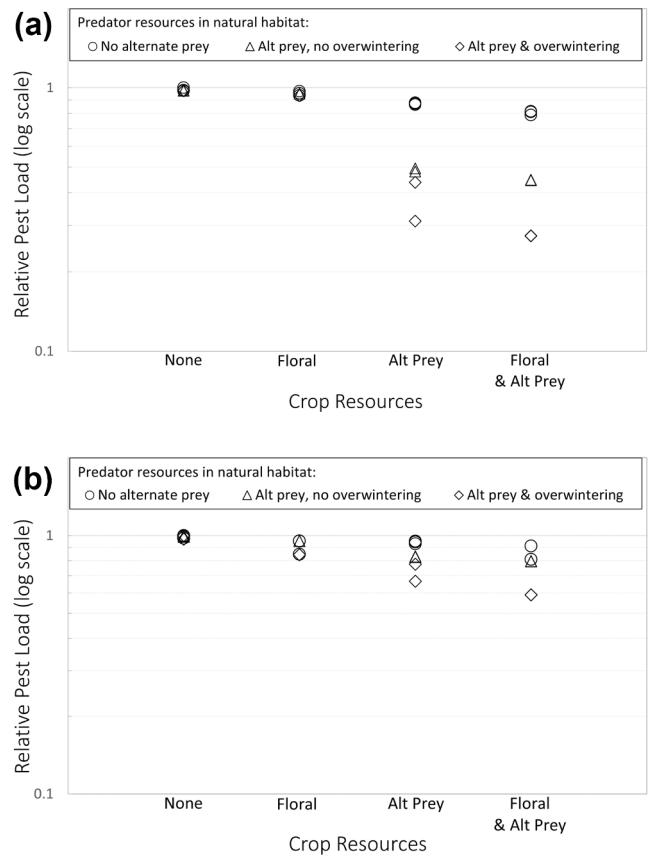 (a)
Predator resources in natural habitat:
No alternate prey Alt prey, no overwintering Alt prey & overwintering
Relative Pest Load (log scale)
1
0.1
None Floral Alt Prey Floral
& Alt Prey
Crop Resources
(b)
Predator resources in natural habitat:
No alternate prey Alt prey, no overwintering Alt prey & overwintering
Relative Pest Load (log scale)
1
0.1
None Floral Alt Prey Floral
& Alt Prey
Crop Resources